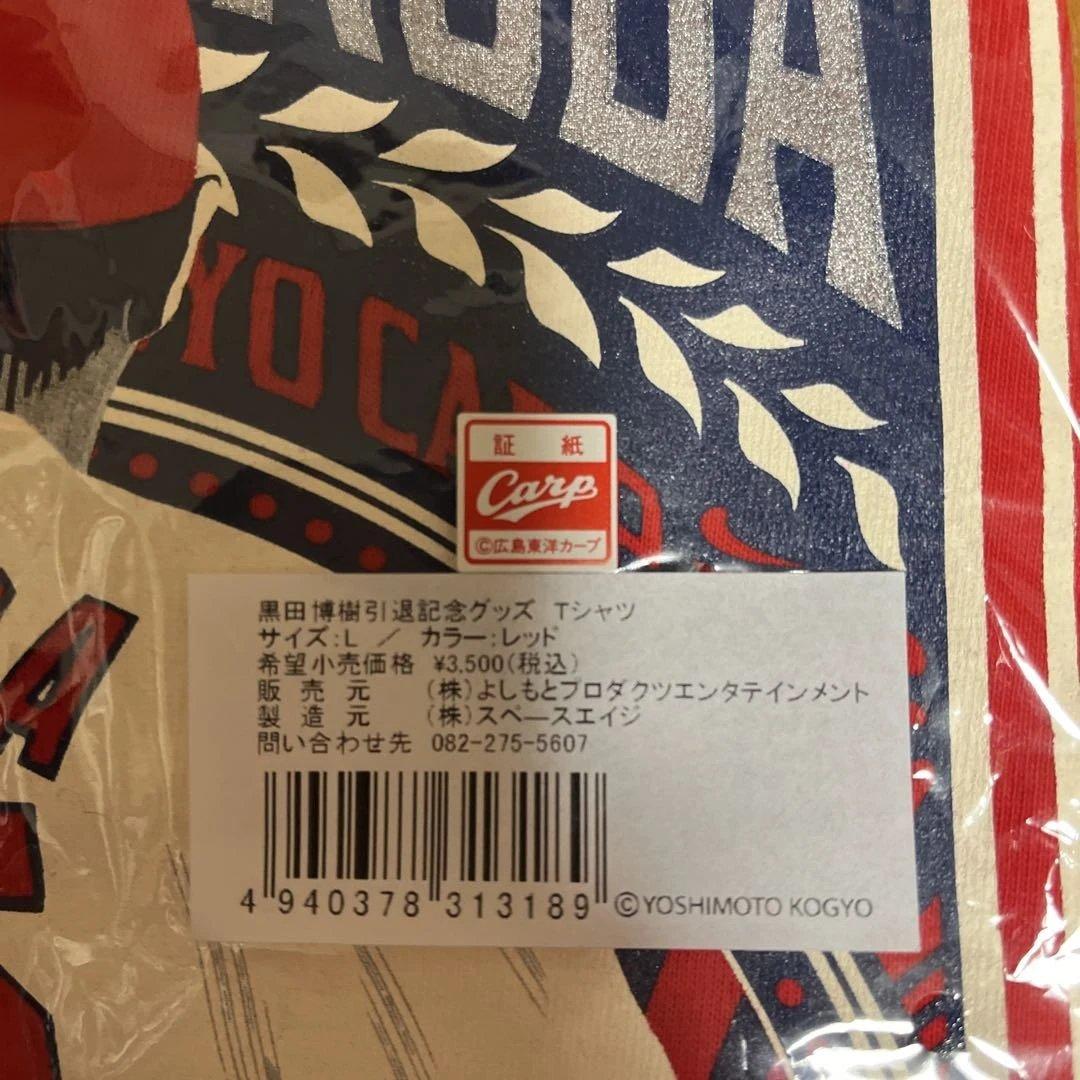 RODA
YO CARP
証紙
Carp
©広島東洋カープ
黒田博樹引退記念グッズ Tシャツ
サイズ:L ／ カラー:レッド
希望小売価格 ¥3,500(税込)
販売元 (株)よしもとプロダクツエンタテインメント
製造元 (株)スペースエイジ
問い合わせ先 082-275-5607
4 940378 313189
©YOSHIMOTO KOGYO